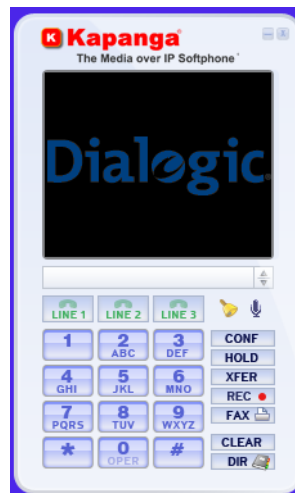 K Kapanga
The Media over IP Softphone
Dialogic
LINE 1 LINE 2 LINE 3
1 2 ABC 3 DEF
4 GHI 5 JKL 6 MNO
7 PQRS 8 TUV 9 WXYZ
* 0 OPER #
CONF
HOLD
XFER
REC
FAX
CLEAR
DIR